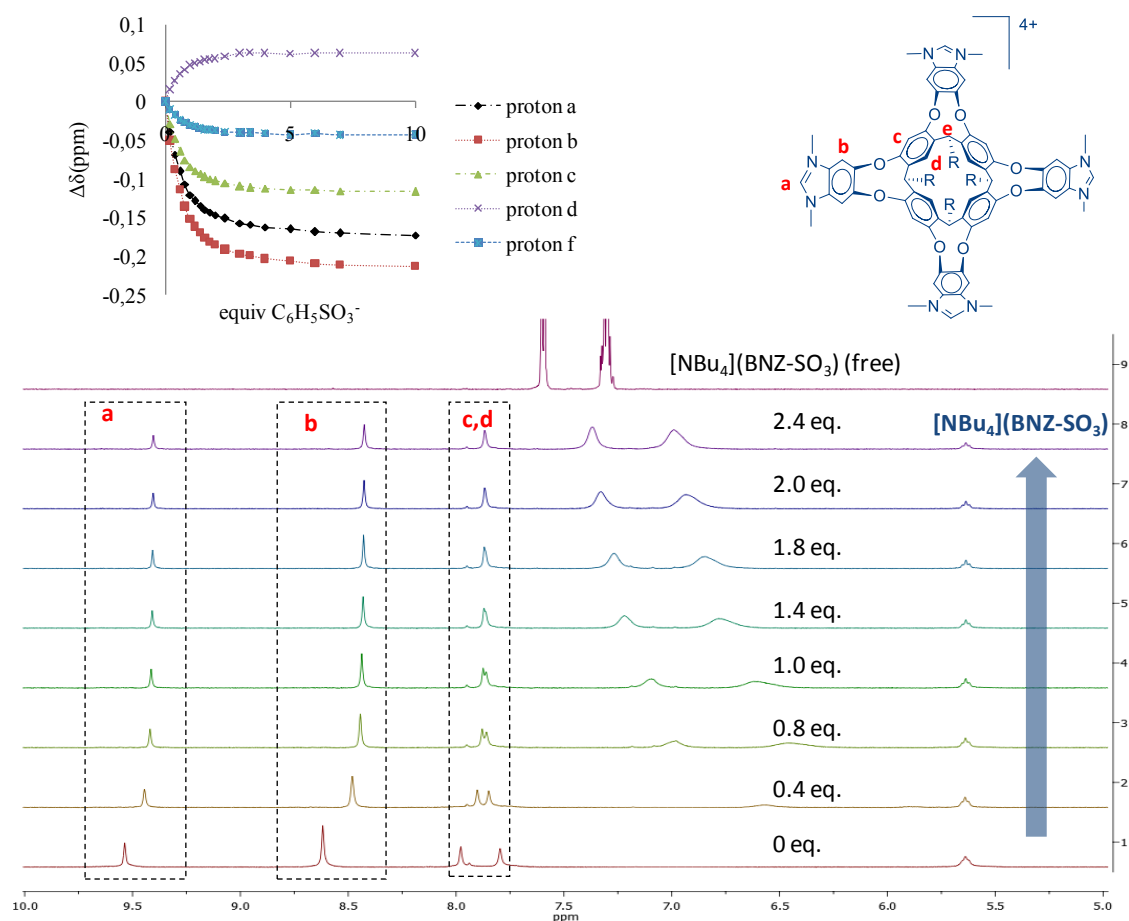 0,1
0,05
0
-0,05
-0,1
-0,15
-0,2
-0,25
0
5
10
Δδ(ppm)
equiv C₆H₅SO₃⁻
proton a
proton b
proton c
proton d
proton f
4+
N
N
O
O
c
e
b
d
R
a
N
O
O
N
R
R
N
O
O
N
R
O
O
N
N
[NBu₄](BNZ-SO₃) (free)
a
b
c,d
2.4 eq.
[NBu₄](BNZ-SO₃)
2.0 eq.
1.8 eq.
1.4 eq.
1.0 eq.
0.8 eq.
0.4 eq.
0 eq.
9
8
7
6
5
4
3
2
1
10.0
9.5
9.0
8.5
8.0
7.5
7.0
6.5
6.0
5.5
5.0
ppm